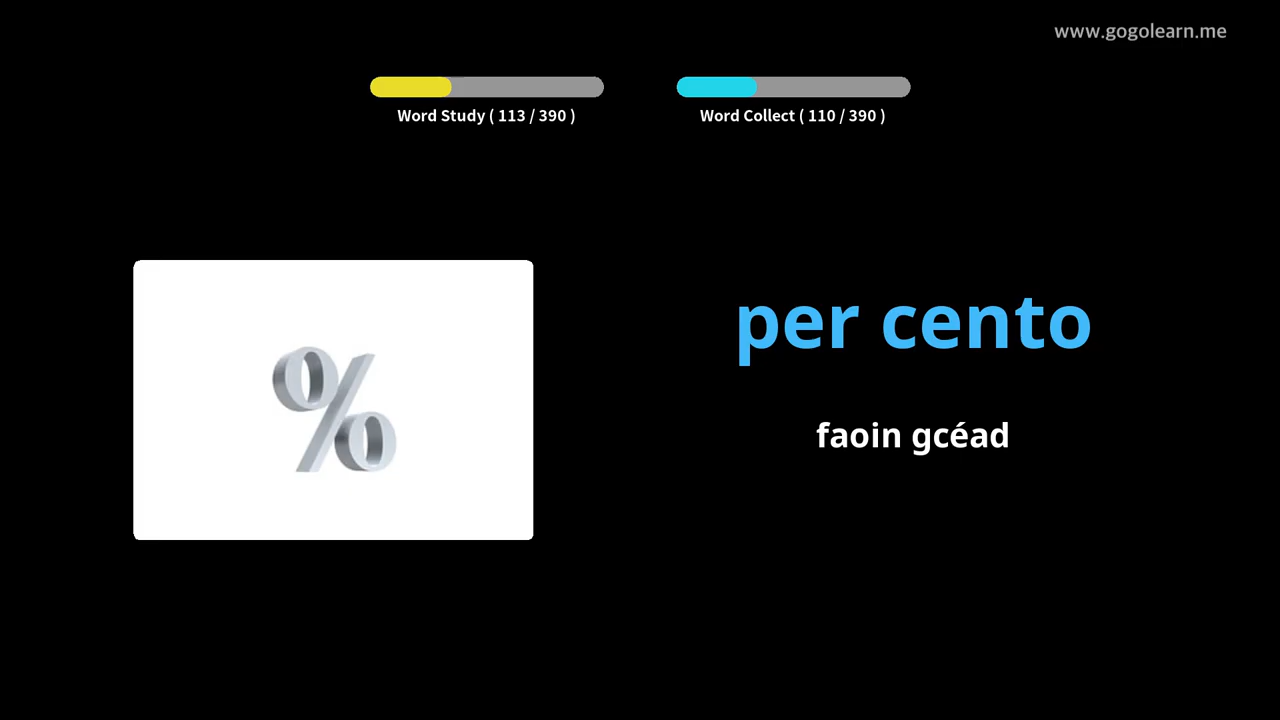 www.gogolearn.me
Word Study ( 113 / 390 )
Word Collect ( 110 / 390 )
%
per cento
faoin gcéad